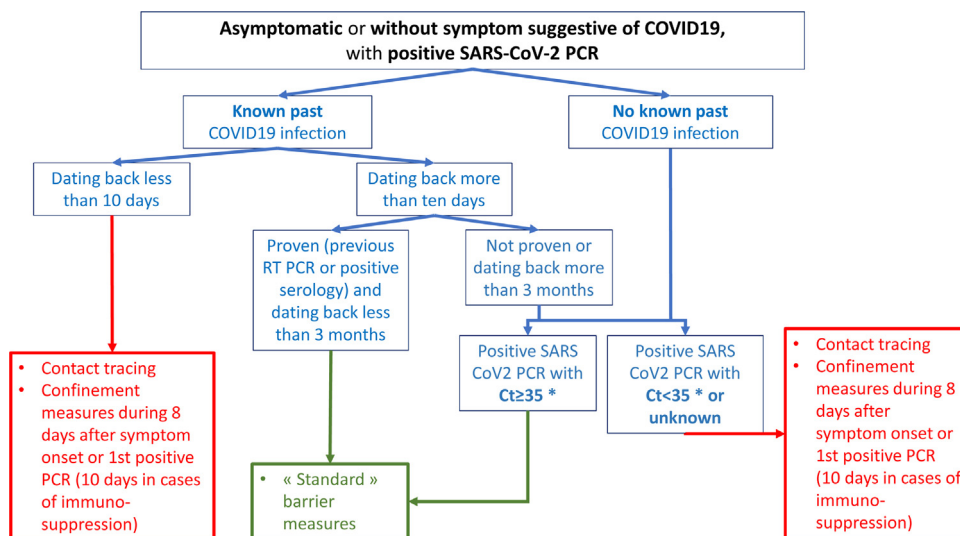 Asymptomatic or without symptom suggestive of COVID19,
with positive SARS-CoV-2 PCR
Known past
COVID19 infection
No known past
COVID19 infection
Dating back less
than 10 days
Dating back more
than ten days
Proven (previous
RT PCR or positive
serology) and
dating back less
than 3 months
Not proven or
dating back more
than 3 months
Positive SARS
CoV2 PCR with
Ct≥35 *
Positive SARS
CoV2 PCR with
Ct<35 * or
unknown
• Contact tracing
• Confinement
measures during 8
days after symptom
onset or 1st positive
PCR (10 days in cases
of immuno-
suppression)
• « Standard »
barrier
measures
• Contact tracing
• Confinement
measures during 8
days after
symptom onset or
1st positive PCR
(10 days in cases of
immuno-
suppression)